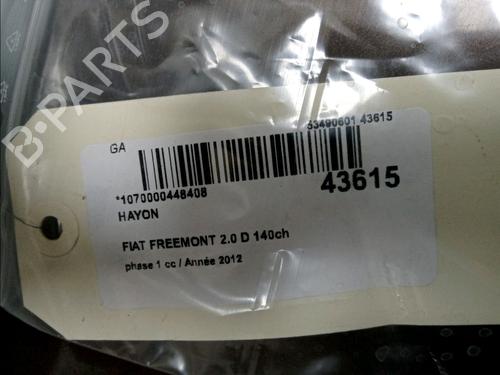 B-PARTS
GA
53490601 43615
*1070000448408
43615
HAYON
FIAT FREEMONT 2.0 D 140ch
phase 1 cc / Année 2012